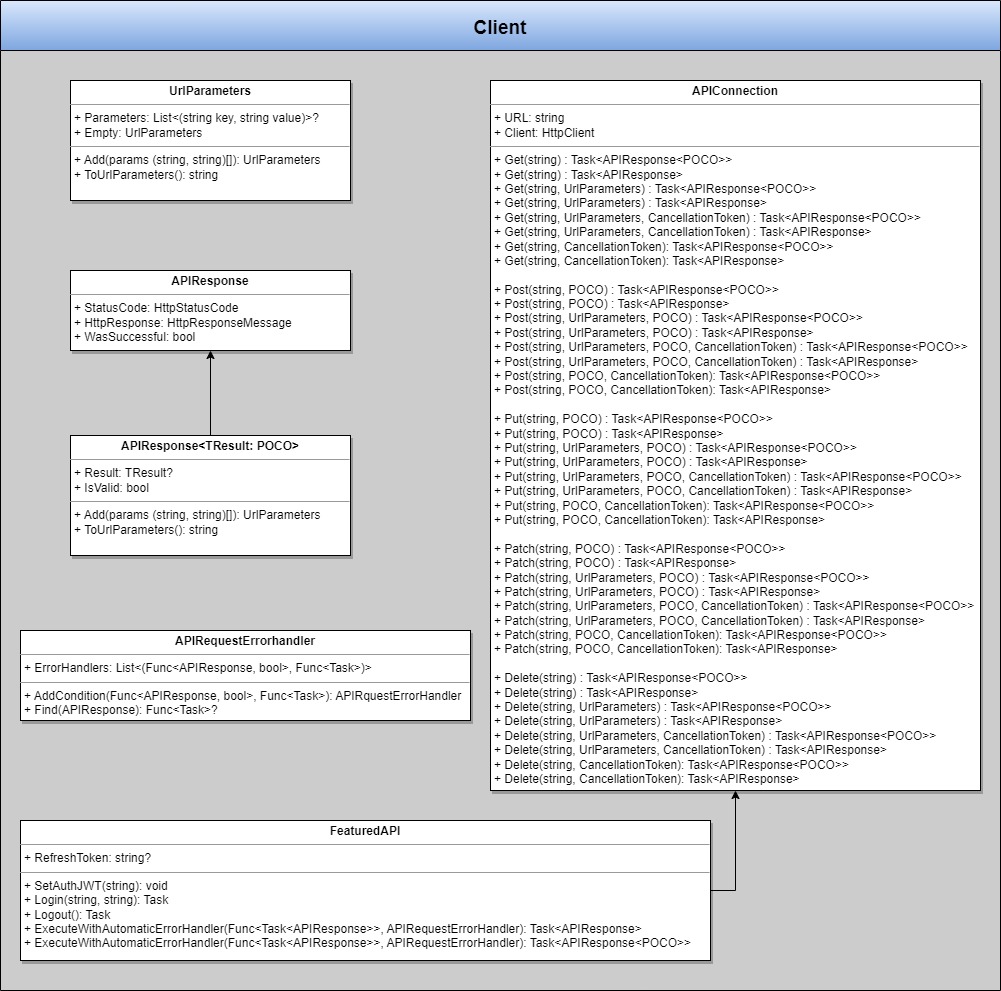 Client
UrlParameters
+ Parameters: List<(string key, string value)>?
+ Empty: UrlParameters
+ Add(params (string, string)[]): UrlParameters
+ ToUrlParameters(): string
APIResponse
+ StatusCode: HttpStatusCode
+ HttpResponse: HttpResponseMessage
+ WasSuccessful: bool
APIResponse<TResult: POCO>
+ Result: TResult?
+ IsValid: bool
+ Add(params (string, string)[]): UrlParameters
+ ToUrlParameters(): string
APIRequestErrorhandler
+ ErrorHandlers: List<(Func<APIResponse, bool>, Func<Task>)>
+ AddCondition(Func<APIResponse, bool>, Func<Task>): APIRquestErrorHandler
+ Find(APIResponse): Func<Task>?
APIConnection
+ URL: string
+ Client: HttpClient
+ Get(string) : Task<APIResponse<POCO>>
+ Get(string) : Task<APIResponse>
+ Get(string, UrlParameters) : Task<APIResponse<POCO>>
+ Get(string, UrlParameters) : Task<APIResponse>
+ Get(string, UrlParameters, CancellationToken) : Task<APIResponse<POCO>>
+ Get(string, UrlParameters, CancellationToken) : Task<APIResponse>
+ Get(string, CancellationToken): Task<APIResponse<POCO>>
+ Get(string, CancellationToken): Task<APIResponse>
+ Post(string, POCO) : Task<APIResponse<POCO>>
+ Post(string, POCO) : Task<APIResponse>
+ Post(string, UrlParameters, POCO) : Task<APIResponse<POCO>>
+ Post(string, UrlParameters, POCO) : Task<APIResponse>
+ Post(string, UrlParameters, POCO, CancellationToken) : Task<APIResponse<POCO>>
+ Post(string, UrlParameters, POCO, CancellationToken) : Task<APIResponse>
+ Post(string, POCO, CancellationToken): Task<APIResponse<POCO>>
+ Post(string, POCO, CancellationToken): Task<APIResponse>
+ Put(string, POCO) : Task<APIResponse<POCO>>
+ Put(string, POCO) : Task<APIResponse>
+ Put(string, UrlParameters, POCO) : Task<APIResponse<POCO>>
+ Put(string, UrlParameters, POCO) : Task<APIResponse>
+ Put(string, UrlParameters, POCO, CancellationToken) : Task<APIResponse<POCO>>
+ Put(string, UrlParameters, POCO, CancellationToken) : Task<APIResponse>
+ Put(string, POCO, CancellationToken): Task<APIResponse<POCO>>
+ Put(string, POCO, CancellationToken): Task<APIResponse>
+ Patch(string, POCO) : Task<APIResponse<POCO>>
+ Patch(string, POCO) : Task<APIResponse>
+ Patch(string, UrlParameters, POCO) : Task<APIResponse<POCO>>
+ Patch(string, UrlParameters, POCO) : Task<APIResponse>
+ Patch(string, UrlParameters, POCO, CancellationToken) : Task<APIResponse<POCO>>
+ Patch(string, UrlParameters, POCO, CancellationToken) : Task<APIResponse>
+ Patch(string, POCO, CancellationToken): Task<APIResponse<POCO>>
+ Patch(string, POCO, CancellationToken): Task<APIResponse>
+ Delete(string) : Task<APIResponse<POCO>>
+ Delete(string) : Task<APIResponse>
+ Delete(string, UrlParameters) : Task<APIResponse<POCO>>
+ Delete(string, UrlParameters) : Task<APIResponse>
+ Delete(string, UrlParameters, CancellationToken) : Task<APIResponse<POCO>>
+ Delete(string, UrlParameters, CancellationToken) : Task<APIResponse>
+ Delete(string, CancellationToken): Task<APIResponse<POCO>>
+ Delete(string, CancellationToken): Task<APIResponse>
FeaturedAPI
+ RefreshToken: string?
+ SetAuthJWT(string): void
+ Login(string, string): Task
+ Logout(): Task
+ ExecuteWithAutomaticErrorHandler(Func<Task<APIResponse>>, APIRequestErrorHandler): Task<APIResponse>
+ ExecuteWithAutomaticErrorHandler(Func<Task<APIResponse>>, APIRequestErrorHandler): Task<APIResponse<POCO>>